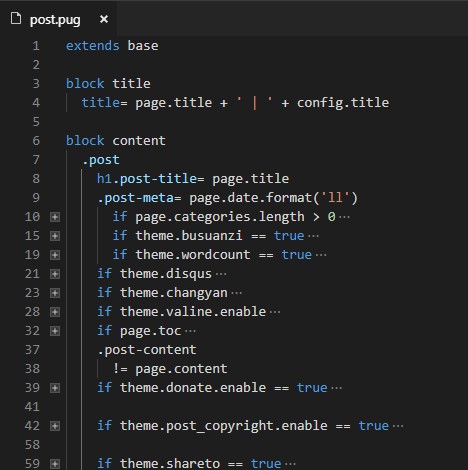 post.pug ×
1 extends base
2
3 block title
4 title= page.title + ' | ' + config.title
5
6 block content
7 .post
8 h1.post-title= page.title
9 .post-meta= page.date.format('ll')
10 if page.categories.length > 0 ⋯
15 if theme.busuanzi == true ⋯
19 if theme.wordcount == true ⋯
21 if theme.disqus ⋯
23 if theme.changyan ⋯
28 if theme.valine.enable ⋯
32 if page.toc ⋯
37 .post-content
38 != page.content
39 if theme.donate.enable == true ⋯
41
42 if theme.post_copyright.enable == true ⋯
58
59 if theme.shareto == true ⋯